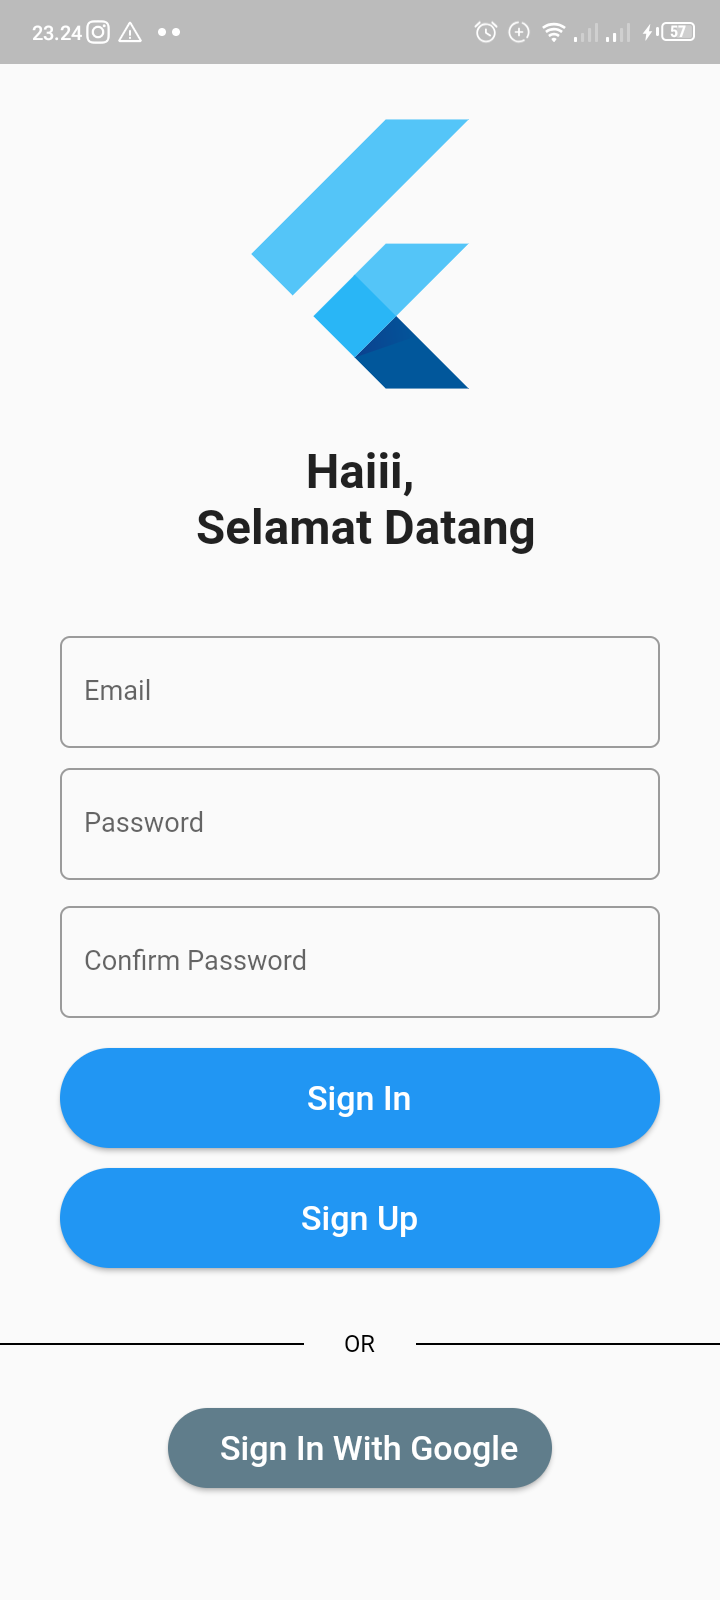 23.24
57
Haiii,
Selamat Datang
Email
Password
Confirm Password
Sign In
Sign Up
OR
Sign In With Google